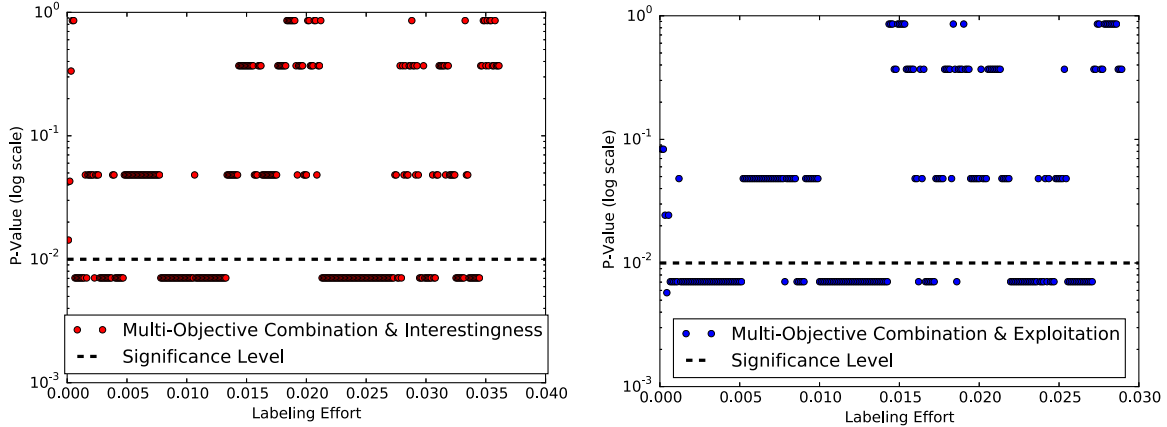 10^0
10^-1
10^-2
10^-3
P-Value (log scale)
Multi-Objective Combination & Interestingness
Significance Level
0.000 0.005 0.010 0.015 0.020 0.025 0.030 0.035 0.040
Labeling Effort
10^0
10^-1
10^-2
10^-3
P-Value (log scale)
Multi-Objective Combination & Exploitation
Significance Level
0.000 0.005 0.010 0.015 0.020 0.025 0.030
Labeling Effort